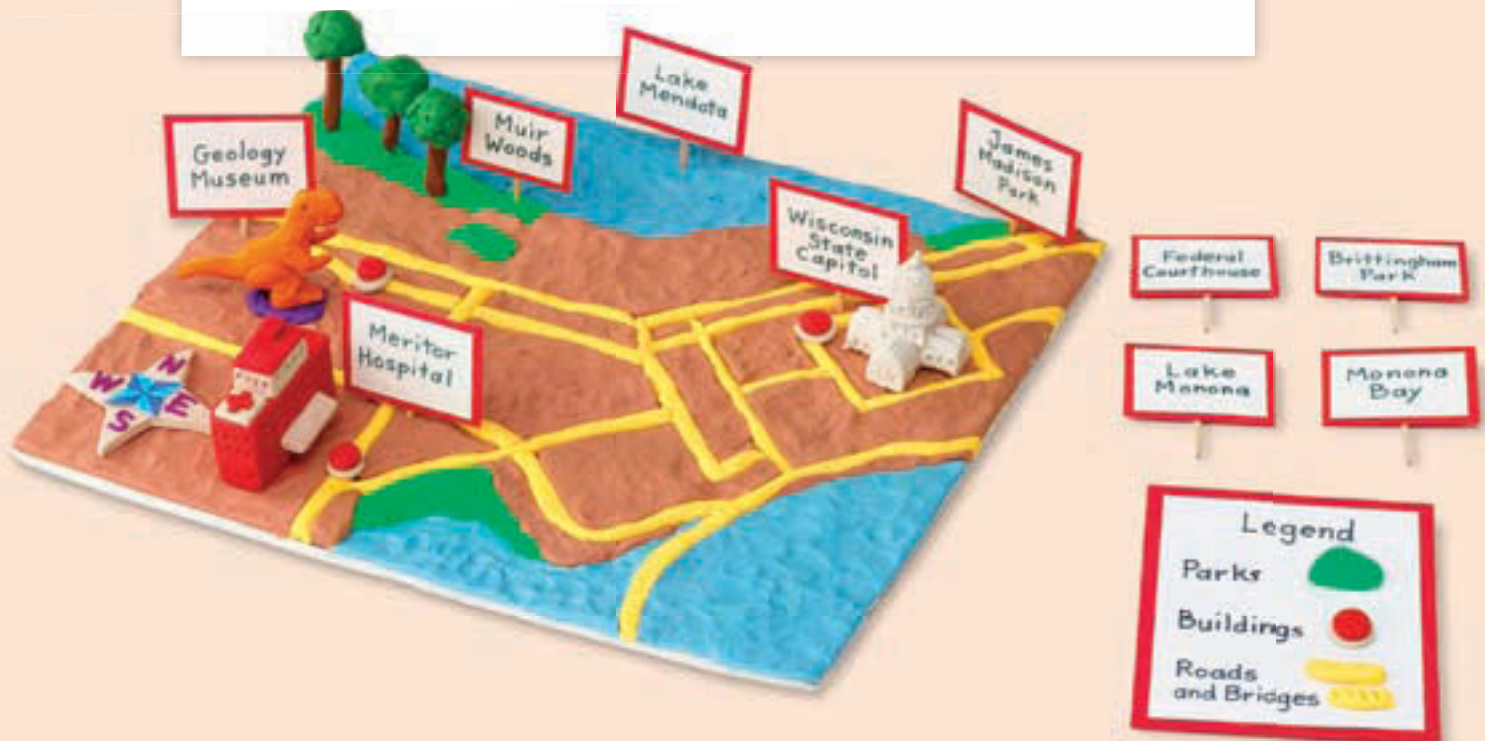 Geology
Museum
Muir
Woods
Lake
Mendota
James
Madison
Park
Wisconsin
State
Capitol
Meriter
Hospital
N
W
E
S
Federal
Courthouse
Brittingham
Park
Lake
Monona
Monona
Bay
Legend
Parks
Buildings
Roads
and Bridges